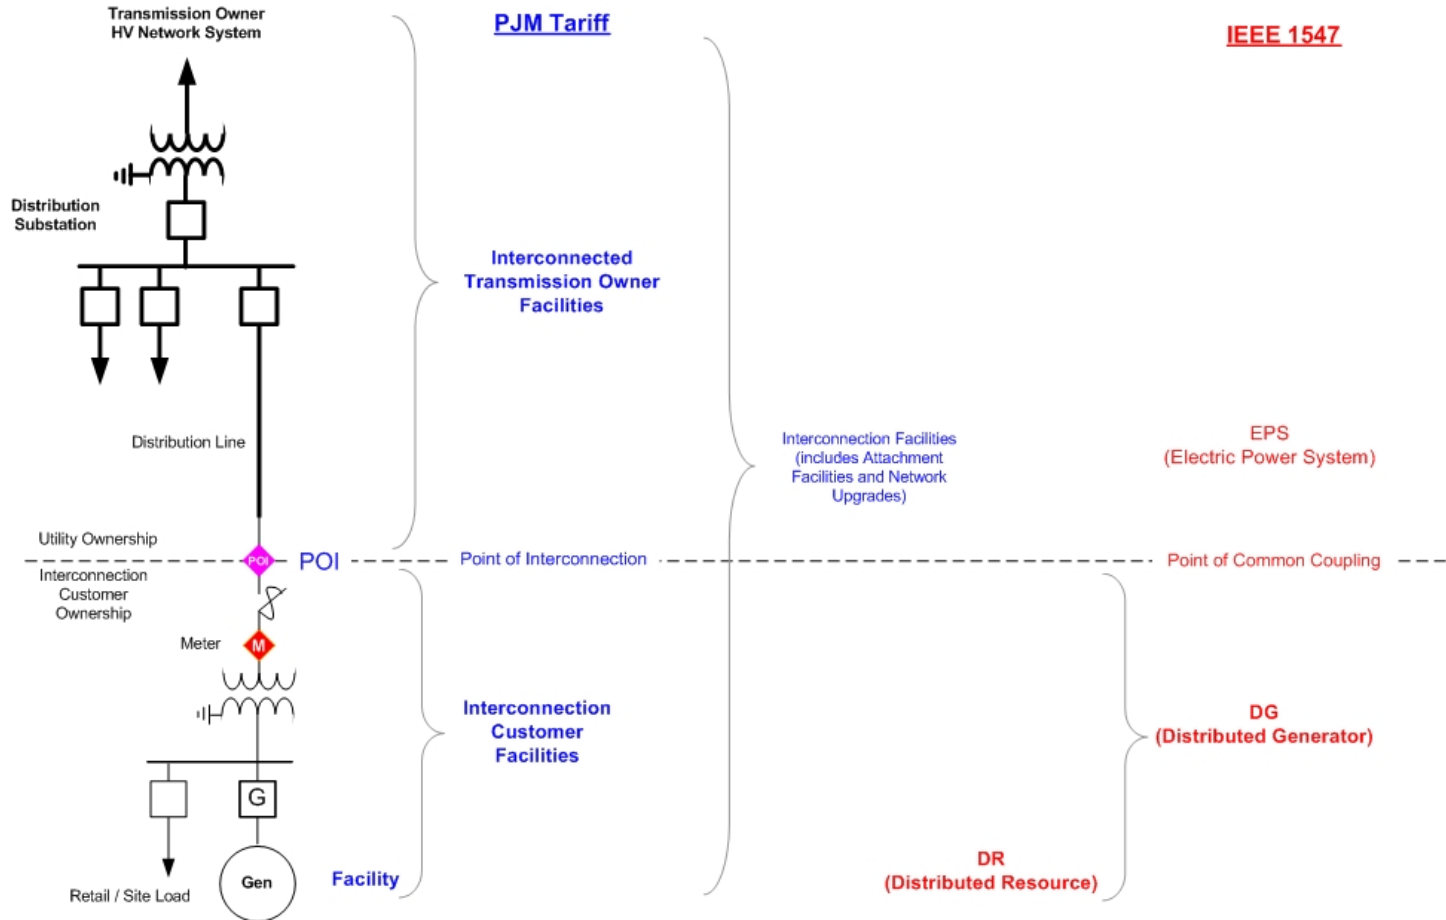 Transmission Owner
HV Network System
PJM Tariff
IEEE 1547
Distribution
Substation
Interconnected
Transmission Owner
Facilities
Distribution Line
Interconnection Facilities
(includes Attachment
Facilities and Network
Upgrades)
EPS
(Electric Power System)
Utility Ownership
POI
POI
Point of Interconnection
Point of Common Coupling
Interconnection
Customer
Ownership
Meter
M
Interconnection
Customer
Facilities
DG
(Distributed Generator)
G
Gen
Facility
Retail / Site Load
DR
(Distributed Resource)